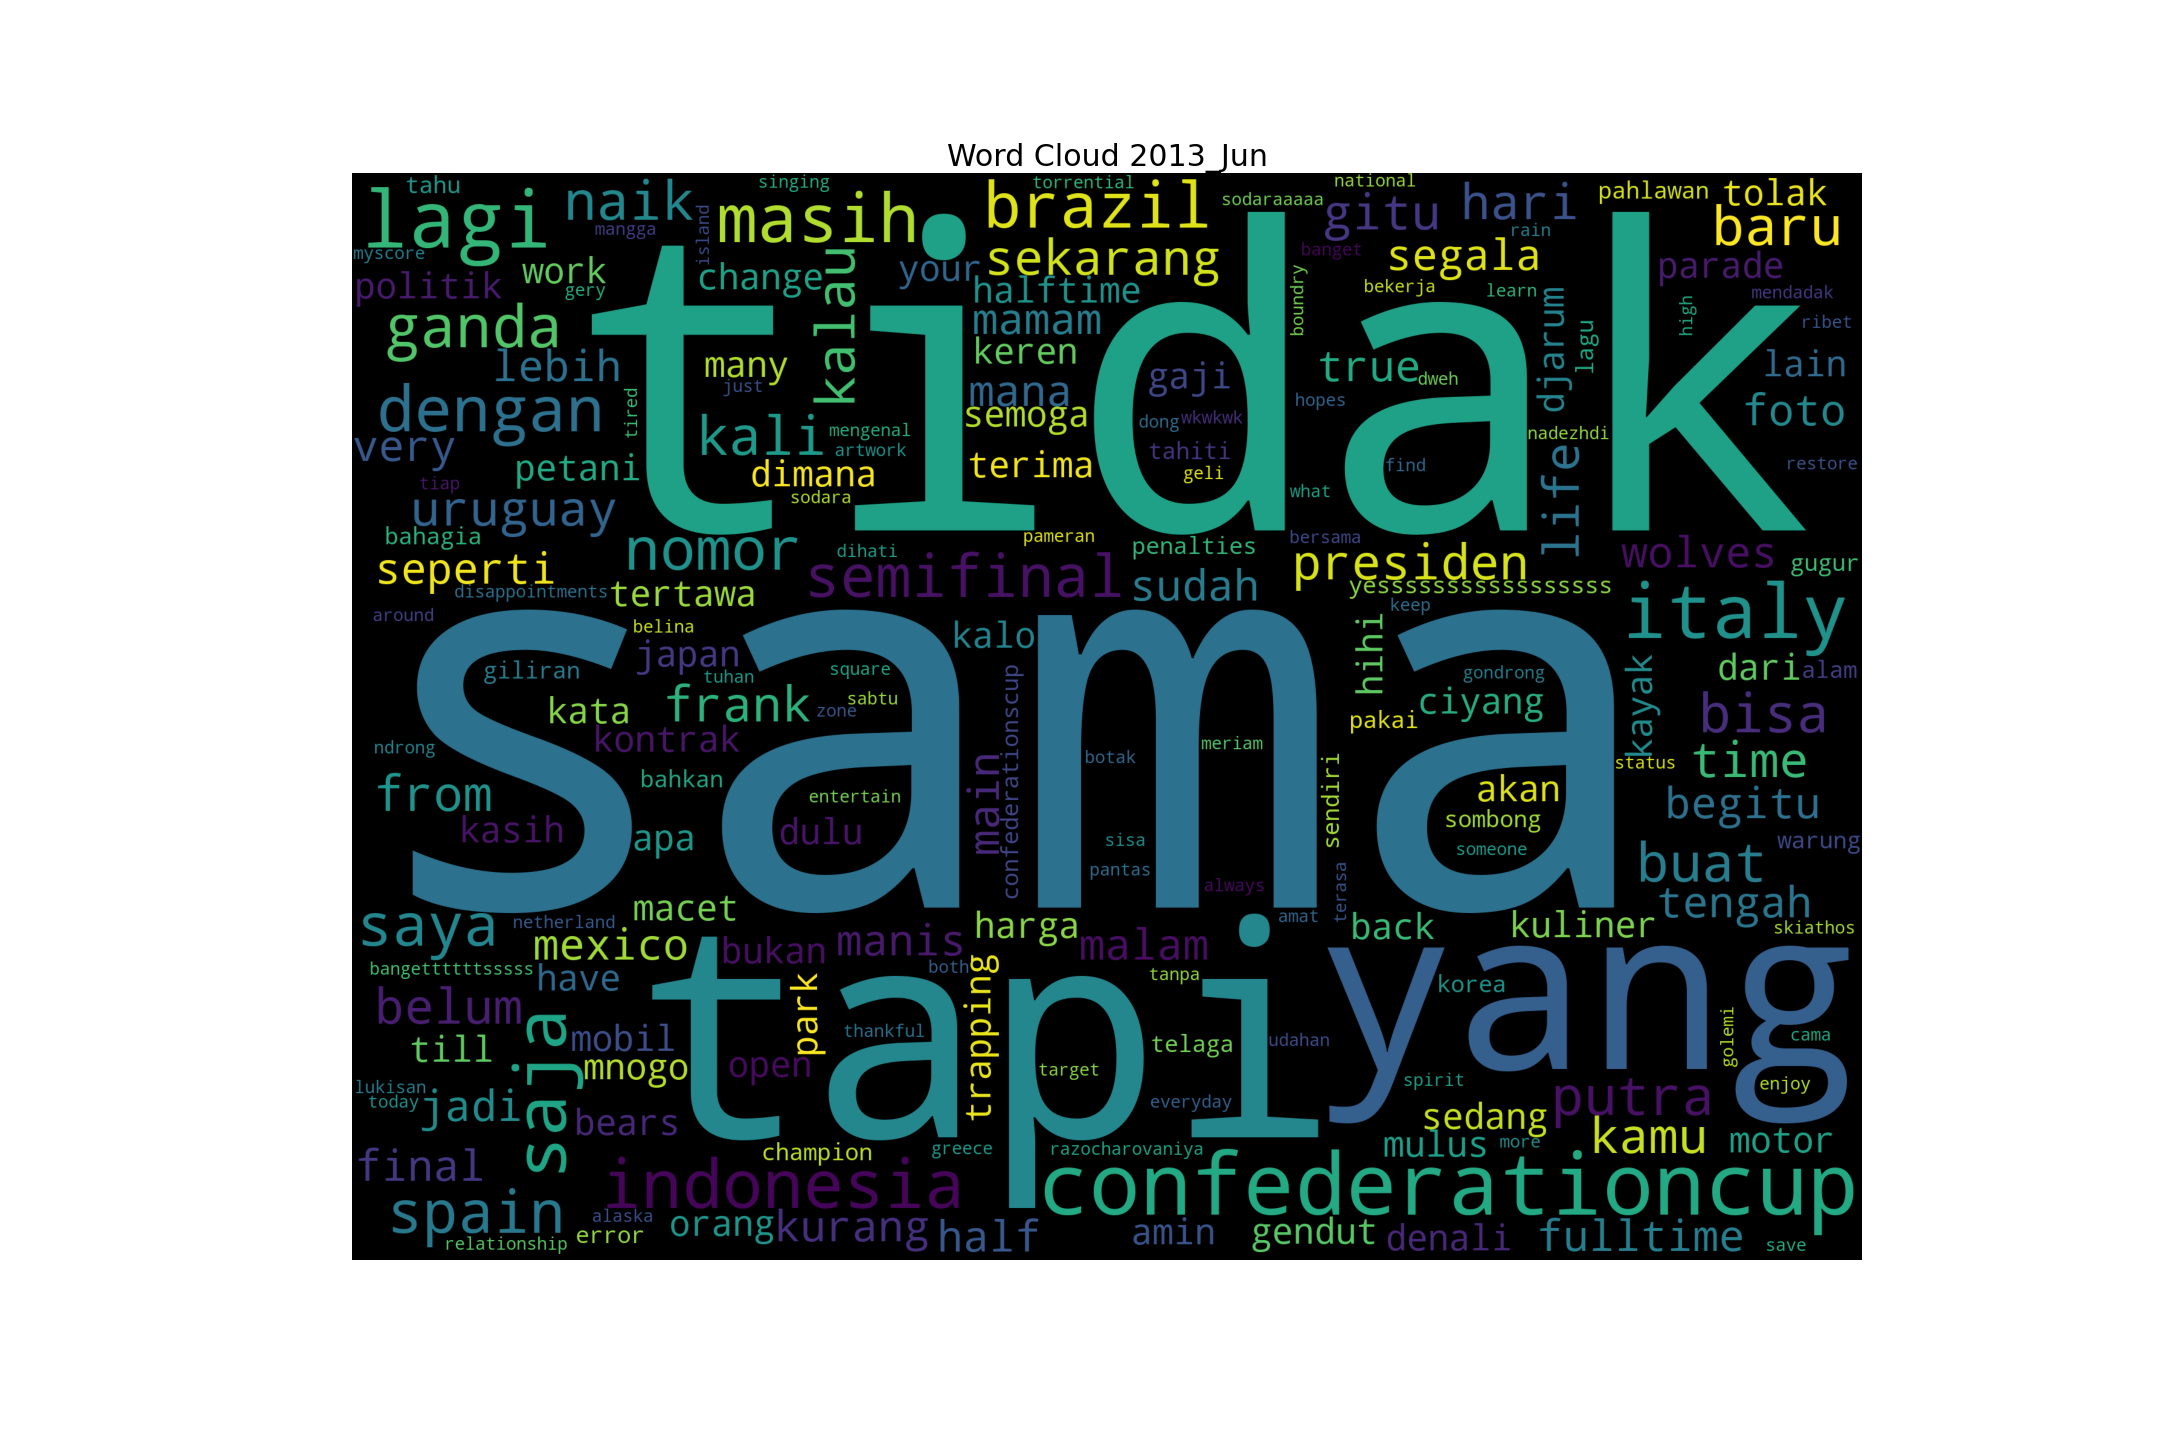 Word Cloud 2013_Jun
tahu
singing
torrential
national
sodaraaaaa
pahlawan
tolak
lagi
naik
masih
brazil
gitu
hari
baru
mangga
island
rain
myscore
sekarang
banget
segala
parade
politik
work
gery
change
kalau
your
halftime
boundry
bekerja
learn
mendadak
high
ribet
ganda
mamam
djarum
lagu
lebih
many
just
keren
gaji
true
dweh
lain
tidak
dengan
tired
mana
hopes
foto
very
kali
mengenal
artwork
semoga
dong
wkwkwk
tahiti
geli
nadezhdi
life
petani
dimana
terima
find
restore
tiap
sodara
what
uruguay
bahagia
nomor
dihati
pameran
penalties
bersama
presiden
wolves
gugur
seperti
disappointments
tertawa
semifinal
sudah
yesssssssssssssssss
keep
italy
around
belina
kalo
hihi
japan
giliran
tuhan
square
gondrong
dari
alam
kata
frank
zone
sabtu
confederationscup
ciyang
kayak
bisa
kontrak
pakai
ndrong
meriam
botak
status
time
sama
from
bahkan
entertain
main
sendiri
akan
begitu
kasih
apa
dulu
sisa
sombong
someone
warung
pantas
always
terasa
buat
macet
tengah
saya
netherland
harga
amat
back
kuliner
skiathos
mexico
bukan
manis
malam
bangettttttsssss
have
both
trapping
tanpa
korea
yang
belum
park
tapi
saja
mobil
thankful
telaga
udahan
golemi
cama
till
mnogo
open
target
spirit
enjoy
lukisan
today
jadi
bears
everyday
putra
sedang
kamu
champion
greece
razocharovaniya
mulus
more
motor
final
indonesia
confederationcup
spain
alaska
orang
kurang
half
amin
gendut
denali
fulltime
save
relationship
error